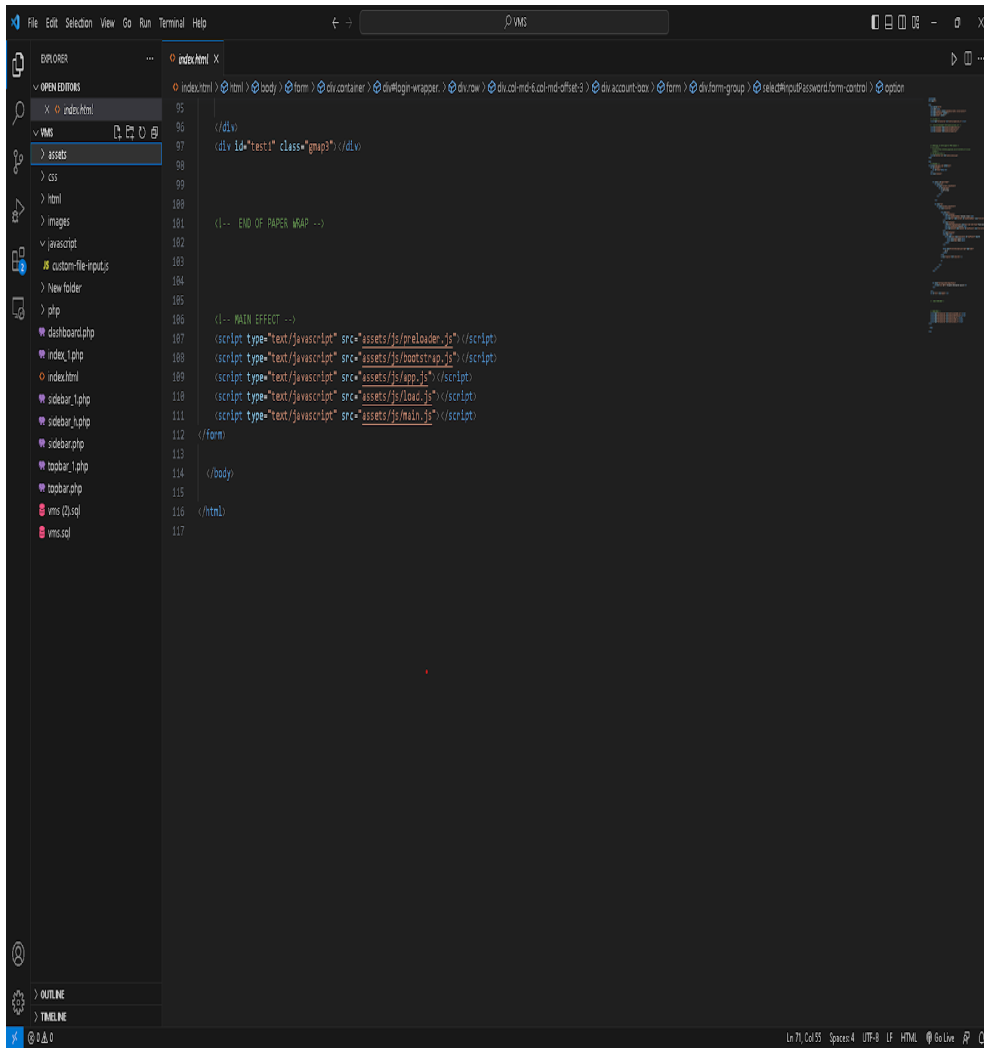 File Edit Selection View Go Run Terminal Help
VMS
EXPLORER
index.html
OPEN EDITORS
index.html > html > body > form > div.container > div#login-wrapper. > div.row > div.col-md-6.col-md-offset-3 > div.account-box > form > div.form-group > select#inputPassword.form-control > option
index.html
VMS
assets
css
html
images
javascript
JS custom-file-input.js
New folder
php
dashboard.php
index_1.php
index.html
sidebar_1.php
sidebar_h.php
sidebar.php
topbar_1.php
topbar.php
vms (2).sql
vms.sql
95
96 </div>
97 <div id="test1" class="gmap3"></div>
98
99
100
101 <!-- END OF PAPER WRAP -->
102
103
104
105
106 <!-- MAIN EFFECT -->
107 <script type="text/javascript" src="assets/js/preloader.js"></script>
108 <script type="text/javascript" src="assets/js/bootstrap.js"></script>
109 <script type="text/javascript" src="assets/js/app.js"></script>
110 <script type="text/javascript" src="assets/js/load.js"></script>
111 <script type="text/javascript" src="assets/js/main.js"></script>
112 </form>
113
114 </body>
115
116 </html>
117
2
OUTLINE
TIMELINE
0 0 Ln 71, Col 55 Spaces: 4 UTF-8 LF HTML Go Live